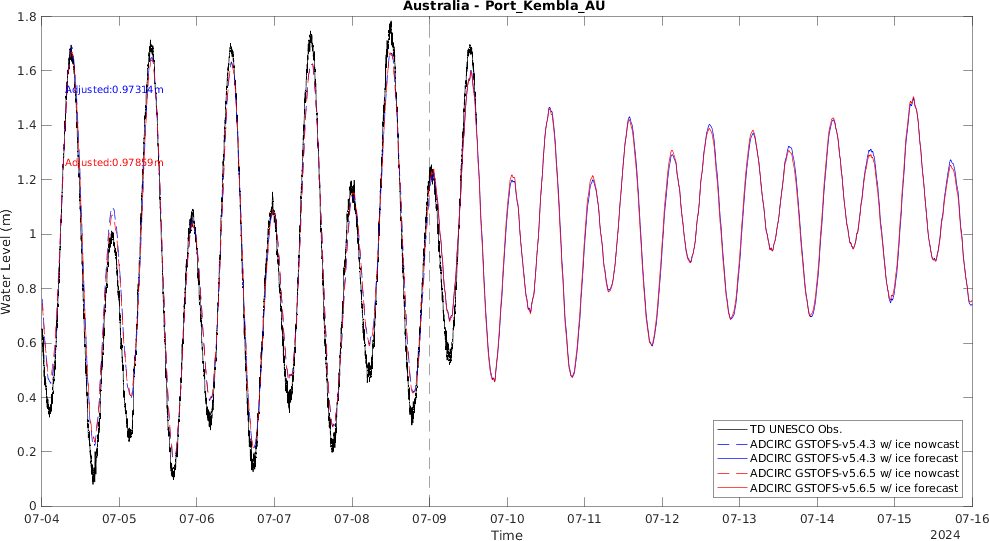 Australia - Port_Kembla_AU
Water Level (m)
1.8
1.6
1.4
1.2
1
0.8
0.6
0.4
0.2
0
Adjusted:0.97314m
Adjusted:0.97859m
TD UNESCO Obs.
ADCIRC GSTOFS-v5.4.3 w/ ice nowcast
ADCIRC GSTOFS-v5.4.3 w/ ice forecast
ADCIRC GSTOFS-v5.6.5 w/ ice nowcast
ADCIRC GSTOFS-v5.6.5 w/ ice forecast
07-04 07-05 07-06 07-07 07-08 07-09 07-10 07-11 07-12 07-13 07-14 07-15 07-16
Time
2024